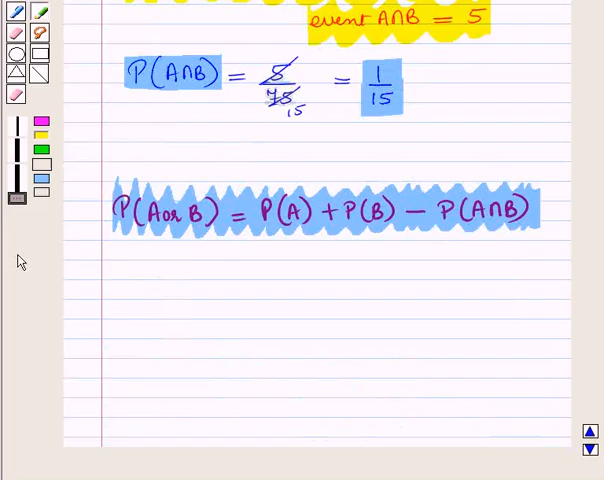 event A∩B = 5
P(A∩B) = 5/75 15 = 1/15
P(A or B) = P(A) + P(B) − P(A∩B)